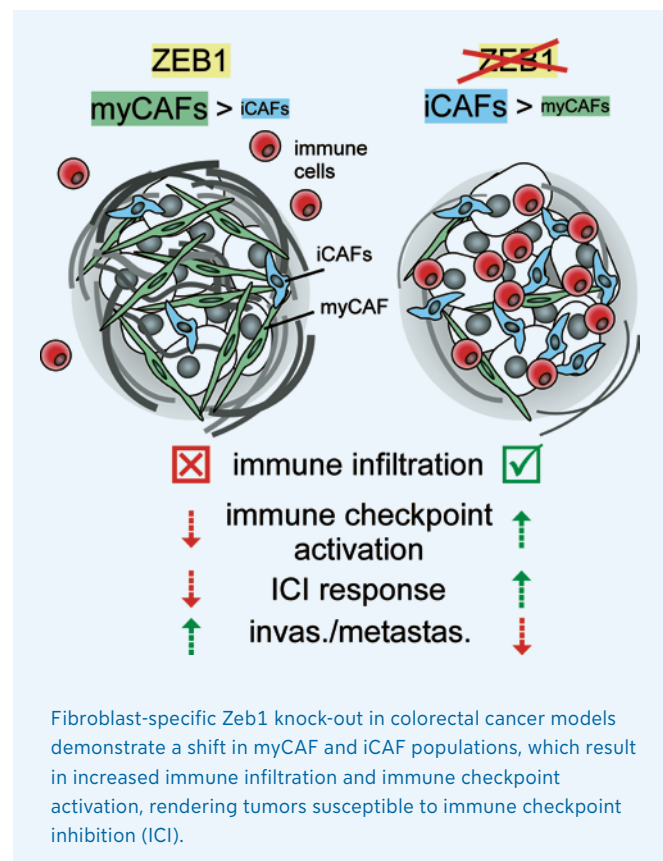 ZEB1
ZEB1
myCAFs > iCAFs
iCAFs > myCAFs
immune
cells
iCAFs
myCAF
immune infiltration
immune checkpoint
activation
ICI response
invas./metastas.
Fibroblast-specific Zeb1 knock-out in colorectal cancer models
demonstrate a shift in myCAF and iCAF populations, which result
in increased immune infiltration and immune checkpoint
activation, rendering tumors susceptible to immune checkpoint
inhibition (ICI).